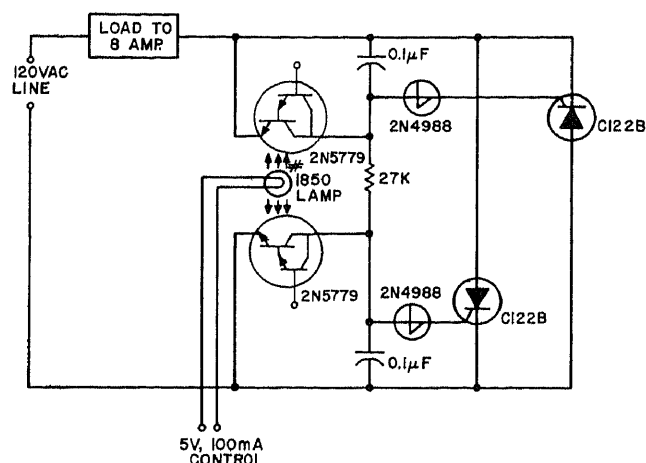 LOAD TO
8 AMP.
120VAC
LINE
0.1µF
2N4988
C122B
2N5779
#1850
LAMP
27K
2N5779
2N4988
C122B
0.1µF
5V, 100mA
CONTROL